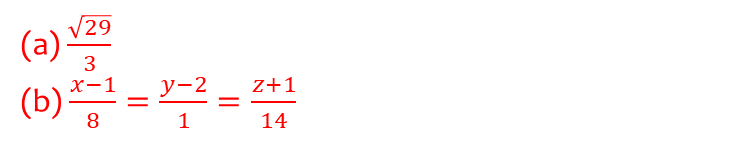 (a) √29/3
(b) x−1/8 = y−2/1 = z+1/14